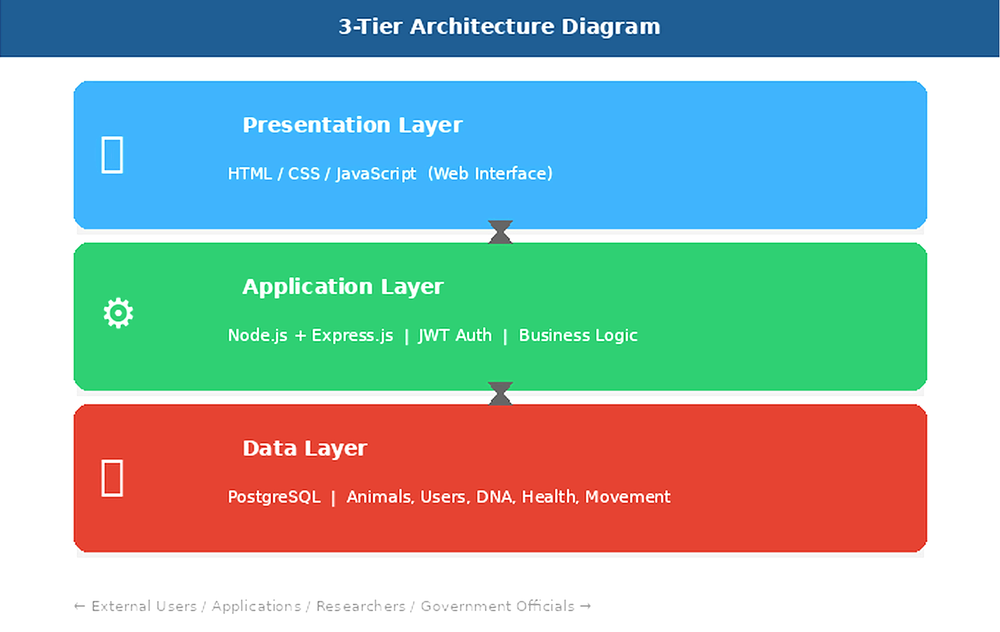 3-Tier Architecture Diagram
Presentation Layer
HTML / CSS / JavaScript  (Web Interface)
Application Layer
Node.js + Express.js  |  JWT Auth  |  Business Logic
Data Layer
PostgreSQL  |  Animals, Users, DNA, Health, Movement
← External Users / Applications / Researchers / Government Officials →